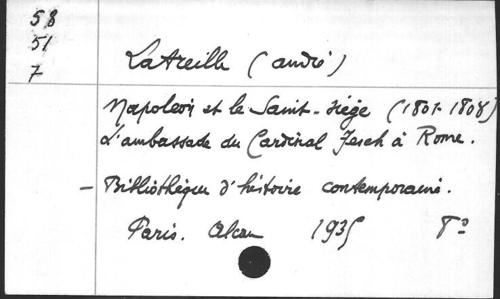 58
51
7
Latreille (andré)
Napoleon et le Saint-Siège (1801-1808)
L'ambassade du Cardinal Fesch à Rome.
- Bibliothèque d'histoire contemporaine.
Paris. Alcan 1935 8°